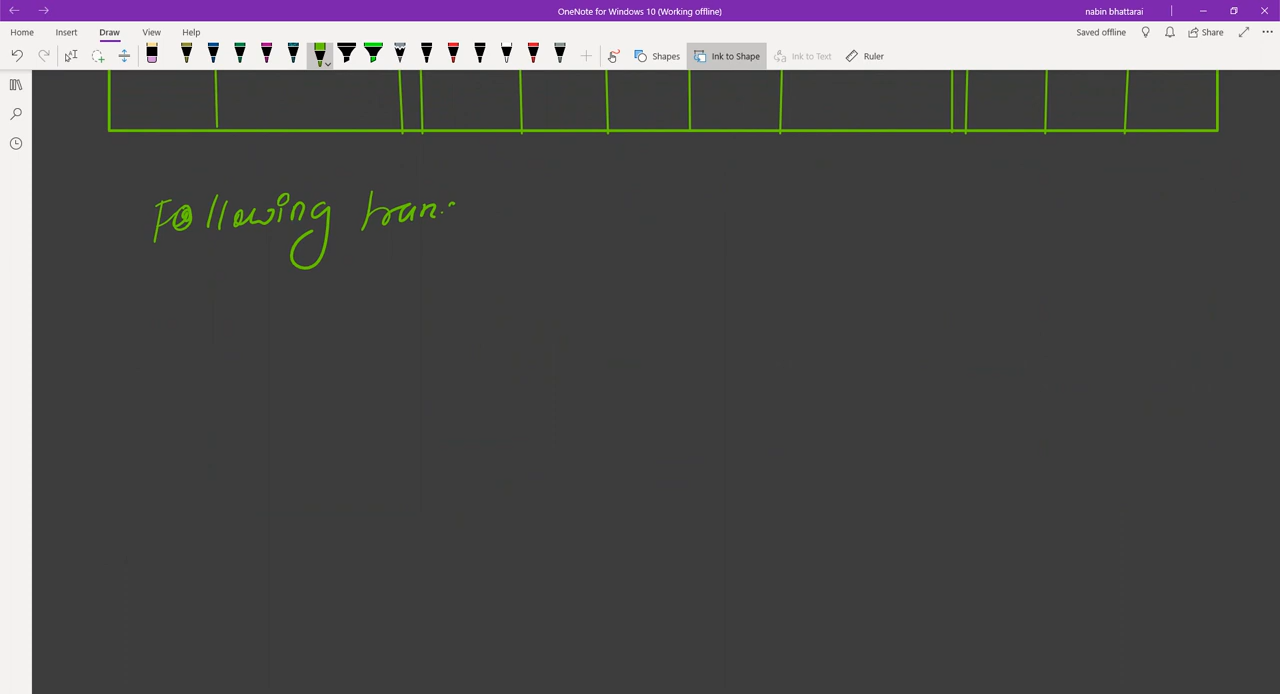 OneNote for Windows 10 (Working offline)
nabin bhattarai
Home
Insert
Draw
View
Help
Saved offline
Share
Shapes
Ink to Shape
Ink to Text
Ruler
Following tran